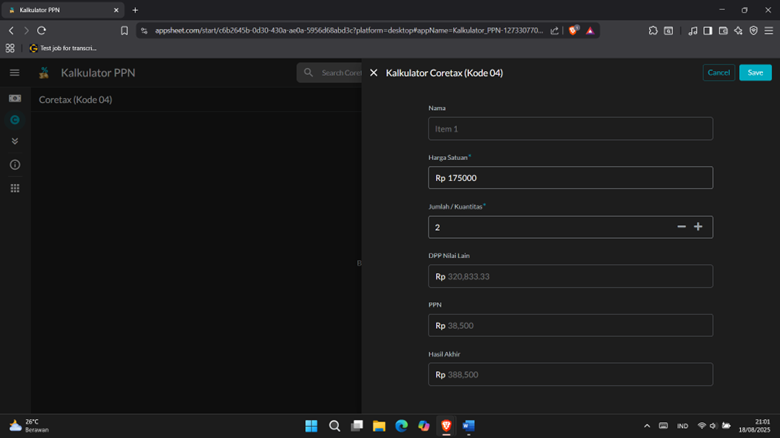 Kalkulator PPN
appsheet.com/start/c6b2645b-0d30-430a-ae0a-5956d68abd3c?platform=desktop#appName=Kalkulator_PPN-127330770...
Test job for transcri...
Kalkulator PPN
Search Coret
Coretax (Kode 04)
Kalkulator Coretax (Kode 04)
Cancel
Save
Nama
Item 1
Harga Satuan*
Rp 175000
Jumlah / Kuantitas*
2
DPP Nilai Lain
Rp 320,833.33
PPN
Rp 38,500
Hasil Akhir
Rp 388,500
26°C
Berawan
IND
21:01
18/08/2025